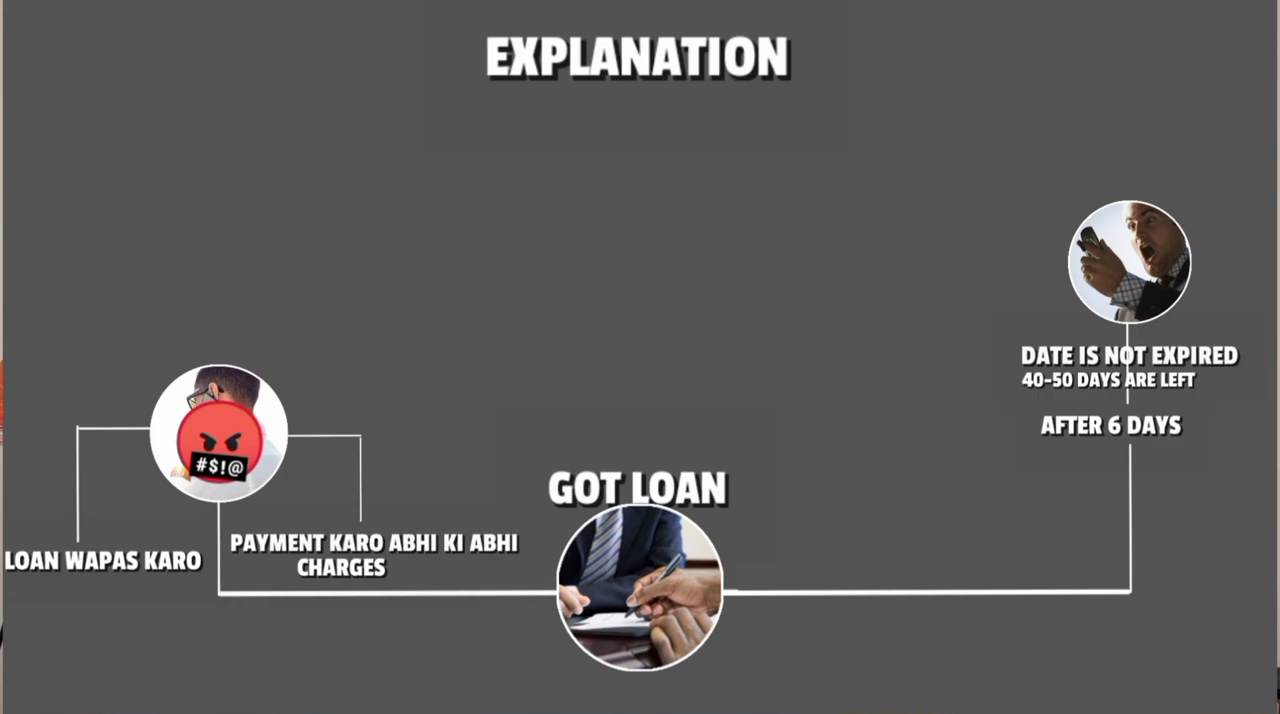 EXPLANATION
DATE IS NOT EXPIRED
40-50 DAYS ARE LEFT
AFTER 6 DAYS
#$!@
GOT LOAN
LOAN WAPAS KARO
PAYMENT KARO ABHI KI ABHI
CHARGES